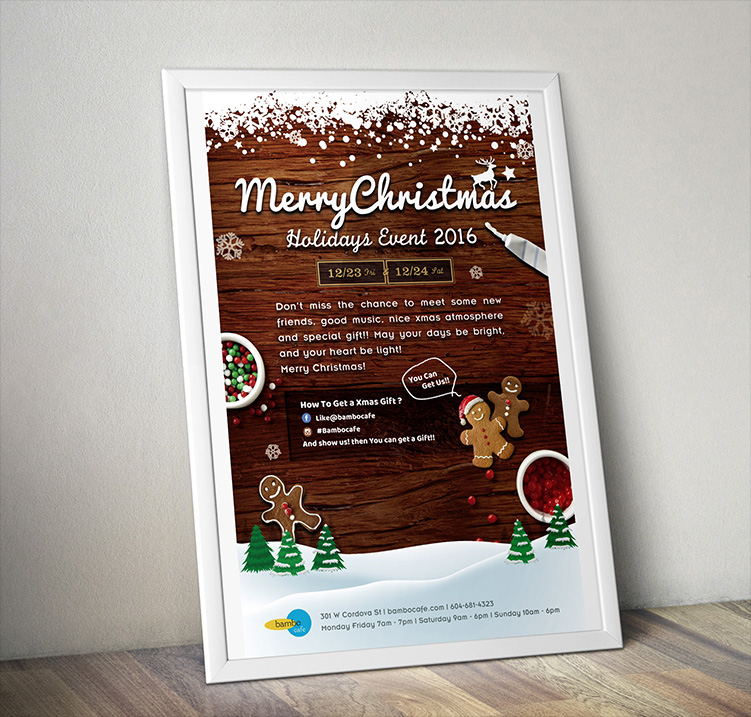 MerryChristmas
Holidays Event 2016
12/23 Fri & 12/24 Sat
Don't miss the chance to meet some new
friends, good music, nice xmas atmosphere
and special gift!! May your days be bright,
and your heart be light!
Merry Christmas!
You Can
Get Us!!
How To Get a Xmas Gift ?
Like@bambocafe
#Bambocafe
And show us! then You can get a Gift!!
bambo
cafe
301 W Cordova St | bambocafe.com | 604-681-4323
Monday Friday 7am - 7pm | Saturday 9am - 6pm | Sunday 10am - 6pm